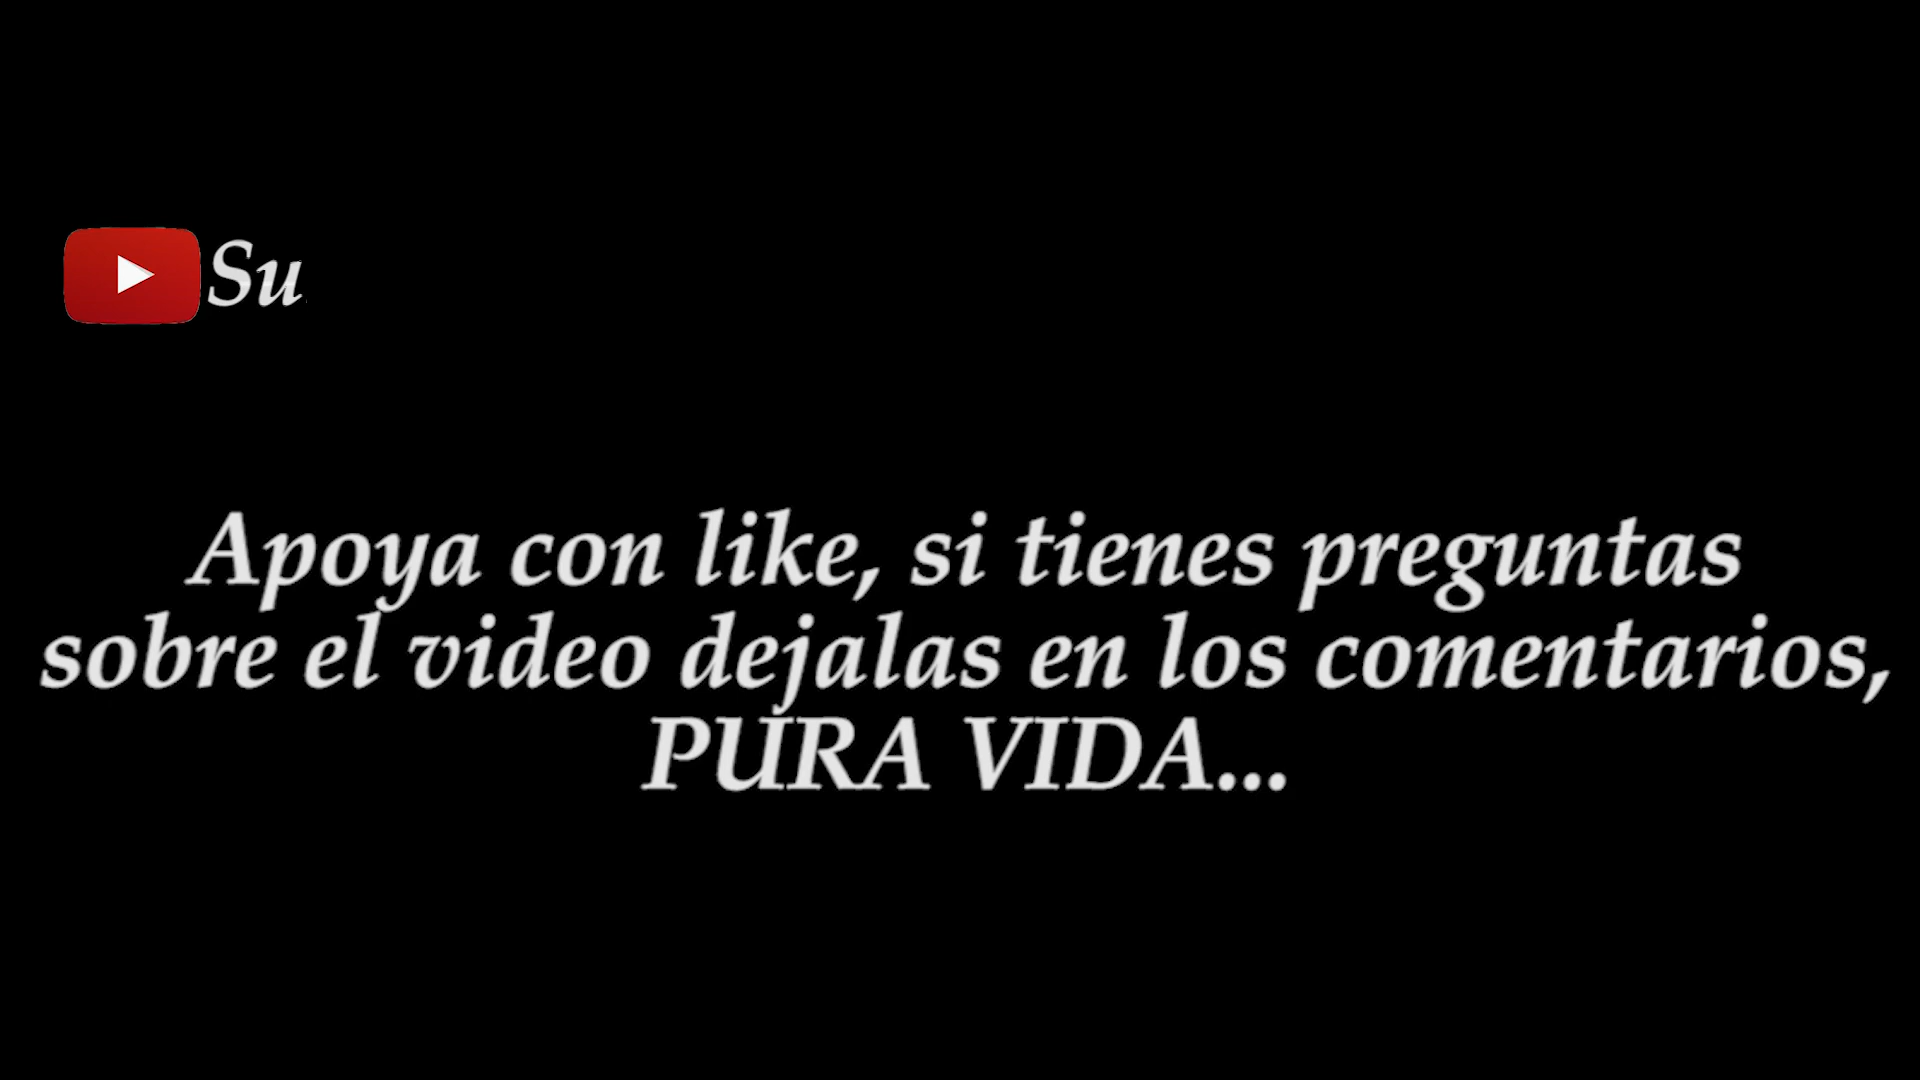 Su
Apoya con like, si tienes preguntas
sobre el video dejalas en los comentarios,
PURA VIDA...